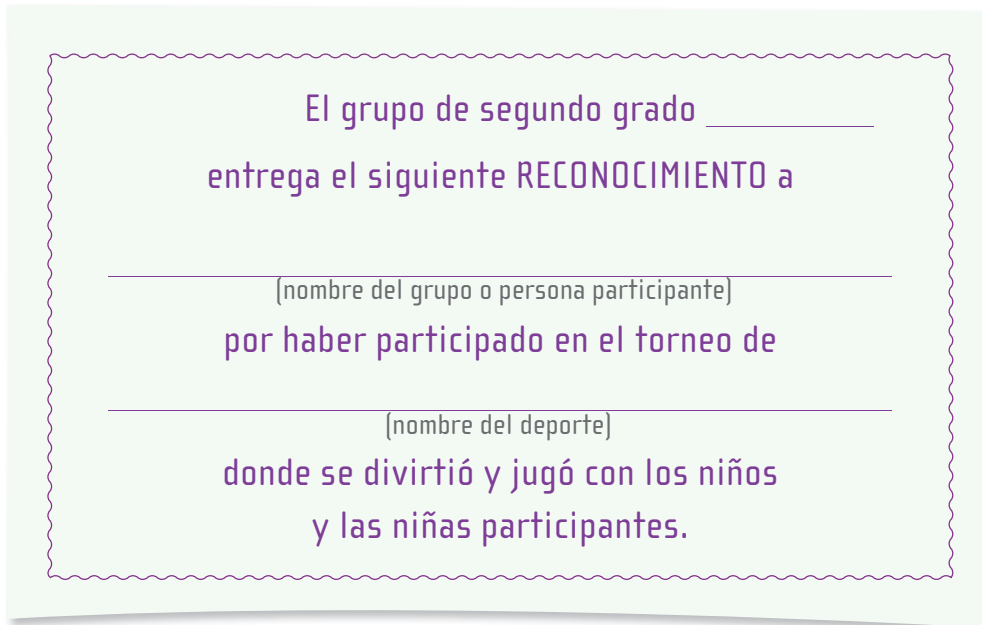 El grupo de segundo grado
entrega el siguiente RECONOCIMIENTO a
(nombre del grupo o persona participante)
por haber participado en el torneo de
(nombre del deporte)
donde se divirtió y jugó con los niños
y las niñas participantes.